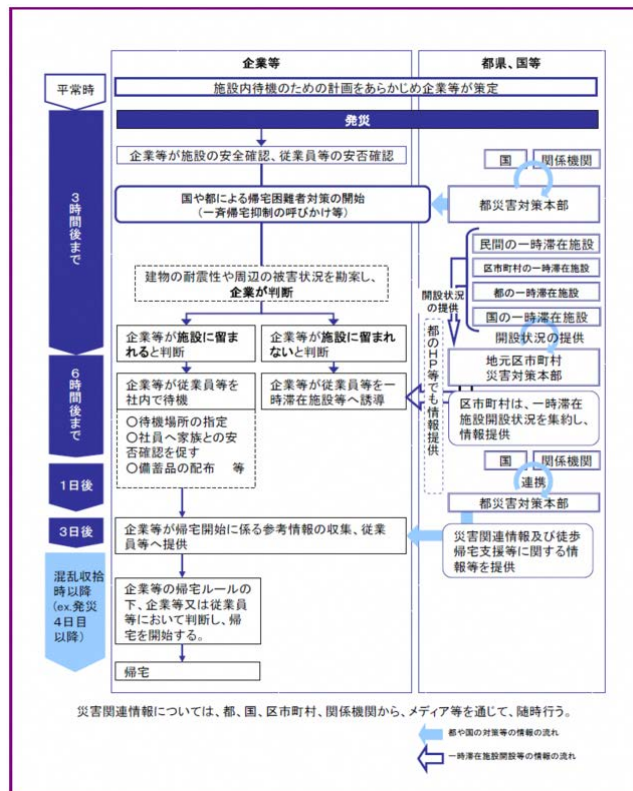 企業等
都県、国等
平常時
施設内待機のための計画をあらかじめ企業等が策定
発災
3時間後まで
企業等が施設の安全確認、従業員等の安否確認
国
関係機関
国や都による帰宅困難者対策の開始
(一斉帰宅抑制の呼びかけ等)
都災害対策本部
民間の一時滞在施設
区市町村の一時滞在施設
都の一時滞在施設
国の一時滞在施設
建物の耐震性や周辺の被害状況を勘案し、
企業が判断
開設状況
の提供
開設状況の提供
企業等が施設に留ま
れると判断
企業等が施設に留まれ
ないと判断
地元区市町村
災害対策本部
6時間後まで
企業等が従業員等を
社内で待機
企業等が従業員等を一
時滞在施設等へ誘導
都のHP等でも情報提供
区市町村は、一時滞在
施設開設状況を集約し、
情報提供
○待機場所の指定
○社員へ家族との安
否確認を促す
○備蓄品の配布 等
国
関係機関
連携
1日後
都災害対策本部
3日後
企業等が帰宅開始に係る参考情報の収集、従業
員等へ提供
災害関連情報及び徒歩
帰宅支援等に関する情
報等を提供
混乱収拾
時以降
(ex.発災
4日目
以降)
企業等の帰宅ルールの
下、企業等又は従業員
等において判断し、帰
宅を開始する。
帰宅
災害関連情報については、都、国、区市町村、関係機関から、メディア等を通じて、随時行う。
都や国の対策等の情報の流れ
一時滞在施設開設等の情報の流れ